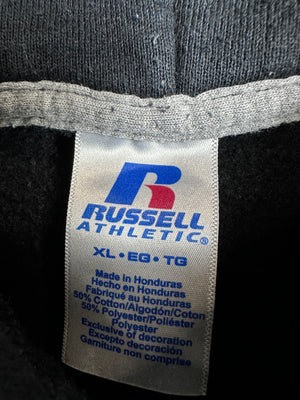 R
RUSSELL
ATHLETIC®
XL • EG • TG
Made in Honduras
Hecho en Honduras
Fabriqué au Honduras
50% Cotton/Algodón/Coton
50% Polyester/Poliéster
Polyester
Exclusive of decoration
Excepto decoración
Garniture non comprise